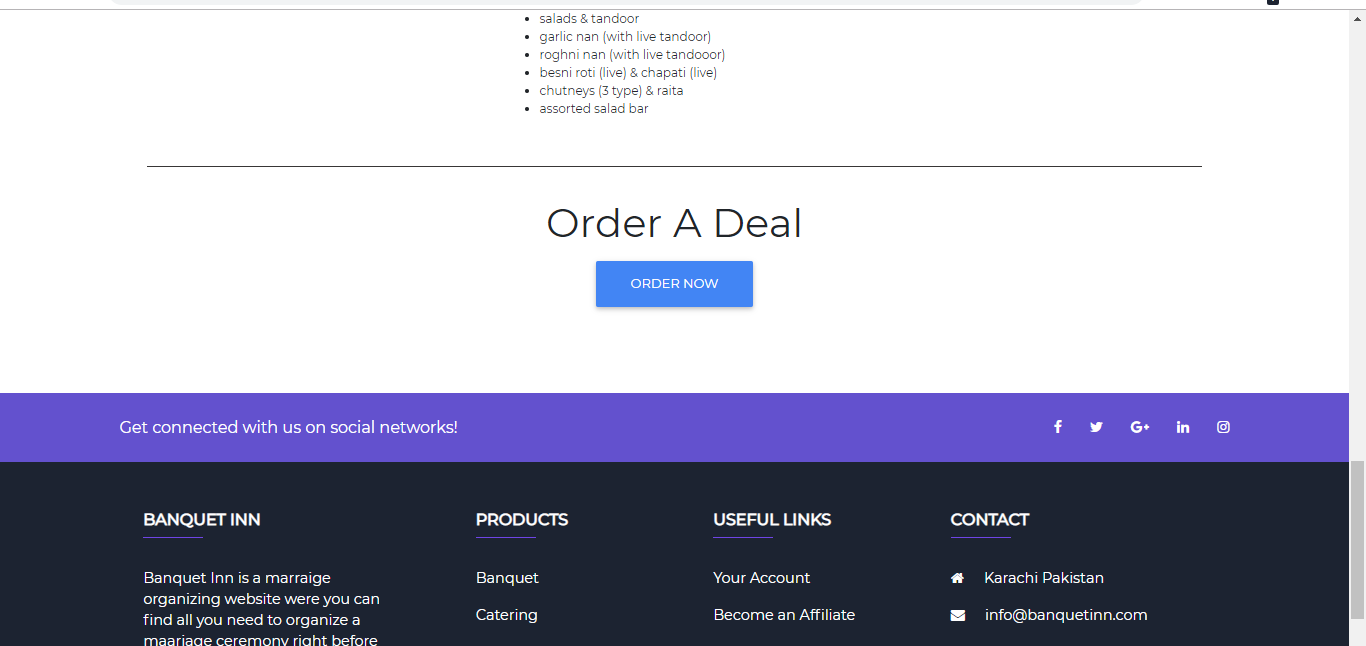 salads & tandoor
garlic nan (with live tandoor)
roghni nan (with live tandooor)
besni roti (live) & chapati (live)
chutneys (3 type) & raita
assorted salad bar
Order A Deal
ORDER NOW
Get connected with us on social networks!
BANQUET INN
Banquet Inn is a marraige
organizing website were you can
find all you need to organize a
maariage ceremony right before
PRODUCTS
Banquet
Catering
USEFUL LINKS
Your Account
Become an Affiliate
CONTACT
Karachi Pakistan
info@banquetinn.com